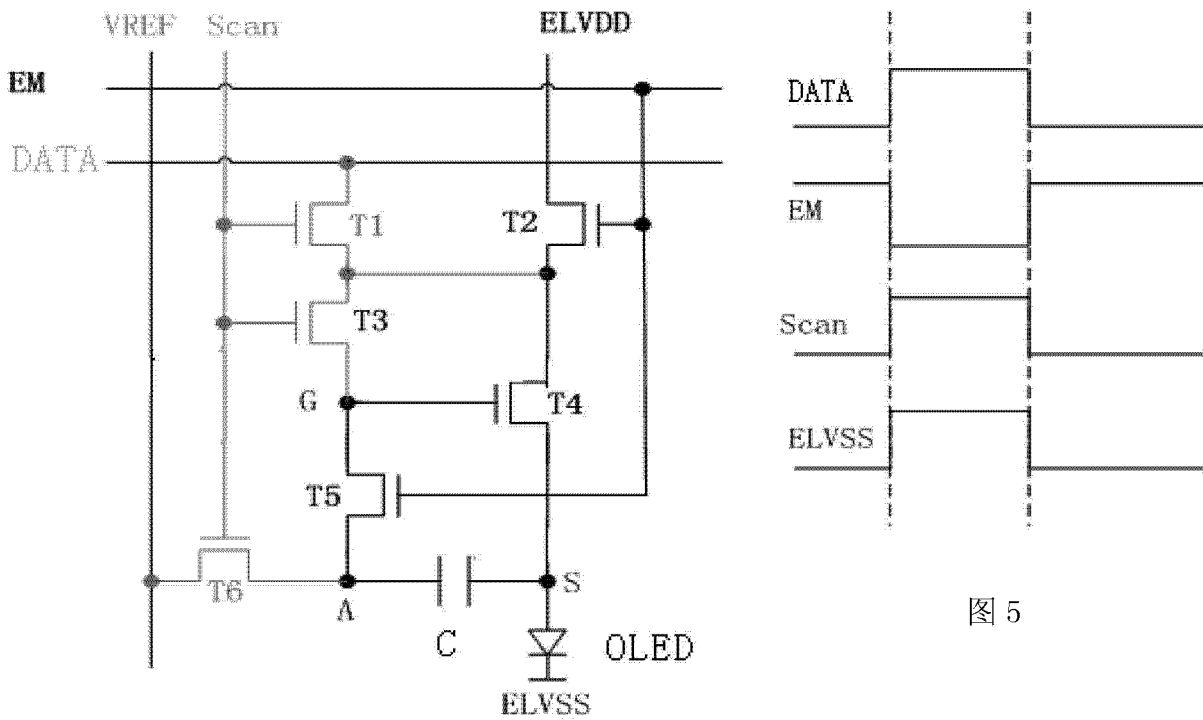 VREF Scan ELVDD
EM
DATA
T1
T2
T3
G
T4
T5
T6
A
S
C
OLED
ELVSS
DATA
EM
Scan
ELVSS
图 5